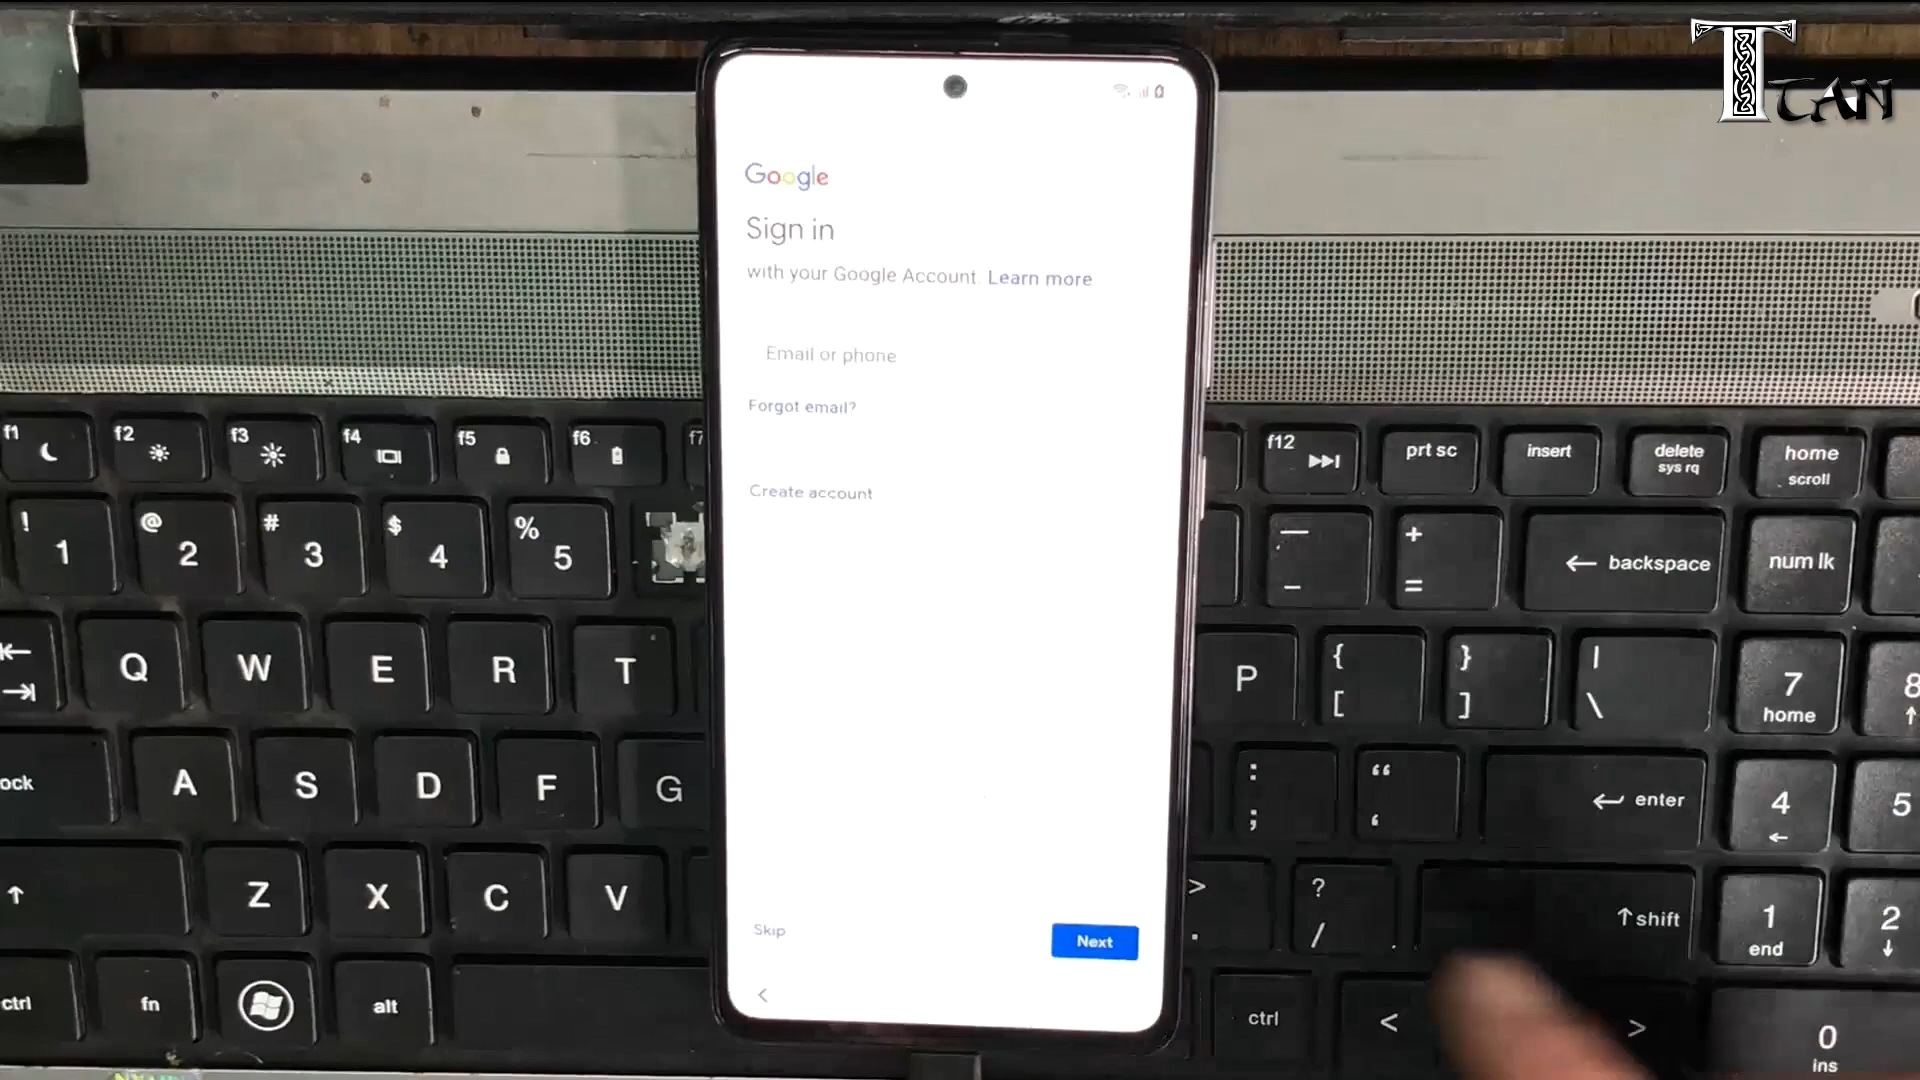 Ttan
Google
Sign in
with your Google Account Learn more
Email or phone
Forgot email?
Create account
Skip
Next
f1
f2
f3
f4
f5
f6
f7
f12
prt sc
insert
delete
sys rq
home
scroll
! 1
@ 2
# 3
$ 4
% 5
— -
+ =
← backspace
num lk
Q W E R T
P
{ [
} ]
| \
7
home
8
ock
A S D F G
: ;
“ ‘
enter
4
5
Z X C V
> .
? /
↑ shift
1
end
2
ctrl
fn
alt
ctrl
<
>
0
ins